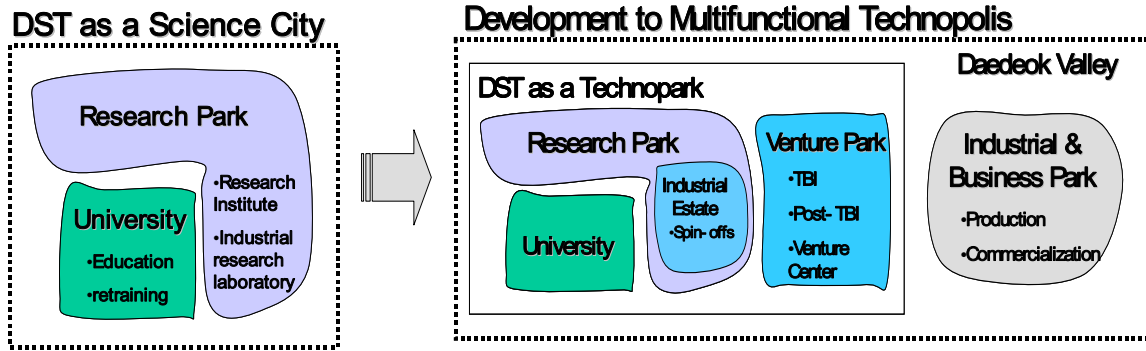 DST as a Science City
Research Park
•Research
Institute
•Industrial
research
laboratory
University
•Education
•retraining
Development to Multifunctional Technopolis
Daedeok Valley
DST as a Technopark
Research Park
Industrial
Estate
•Spin- offs
University
Venture Park
•TBI
•Post- TBI
•Venture
Center
Industrial &
Business Park
•Production
•Commercialization